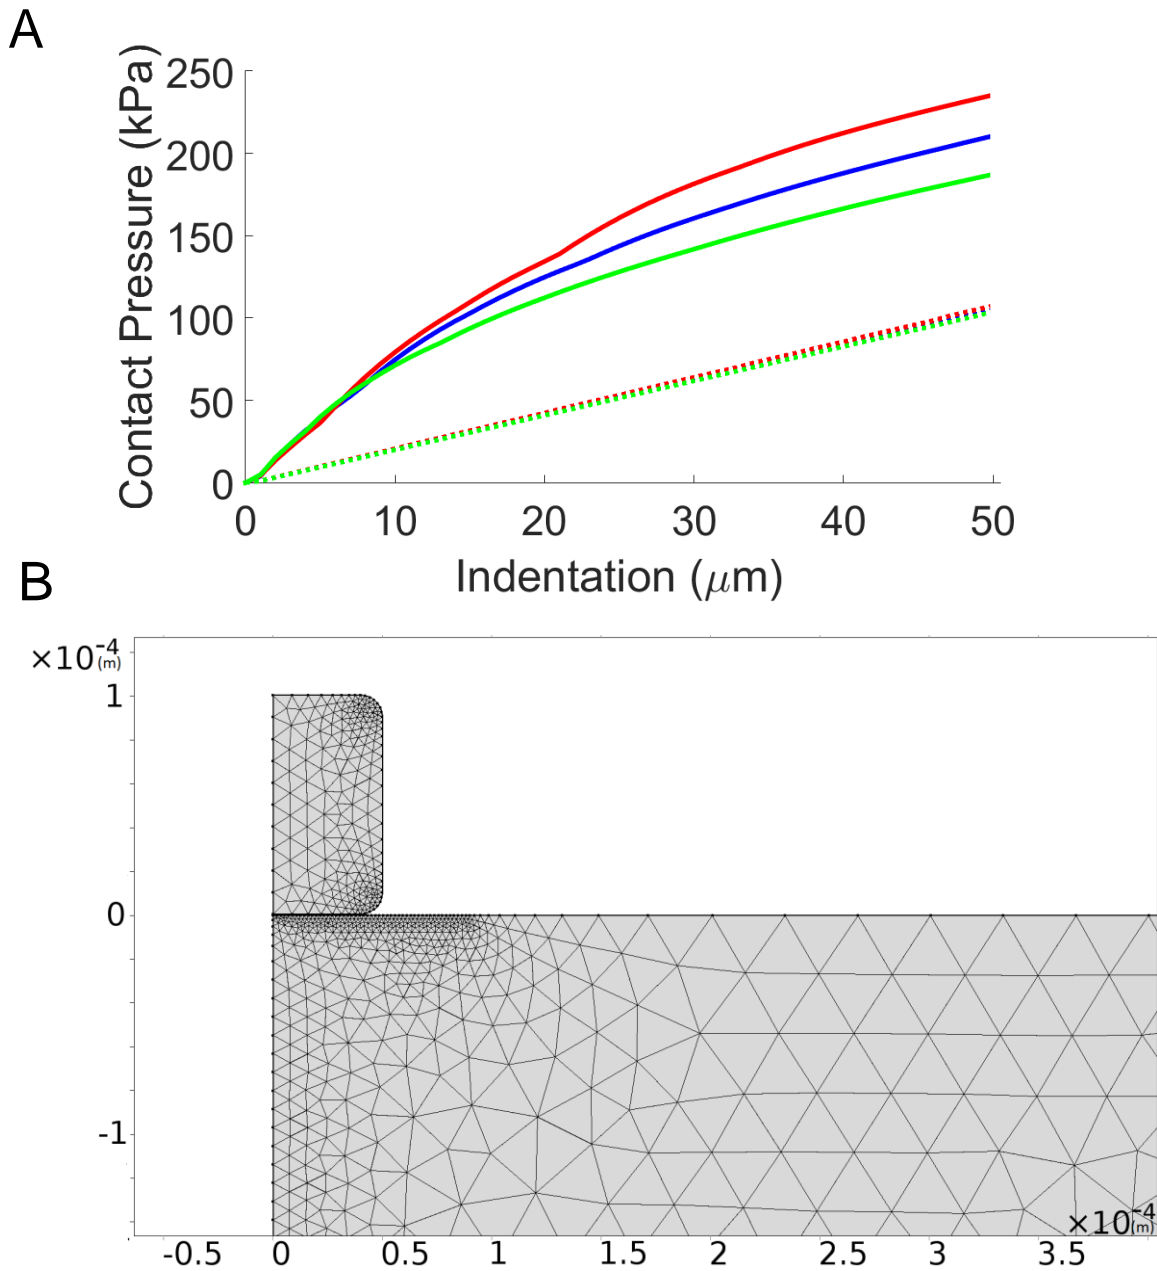 A
Contact Pressure (kPa)
250
200
150
100
50
0
0 10 20 30 40 50
Indentation (μm)
B
×10⁻⁴ (m)
1
0
-1
×10⁻⁴ (m)
-0.5 0 0.5 1 1.5 2 2.5 3 3.5